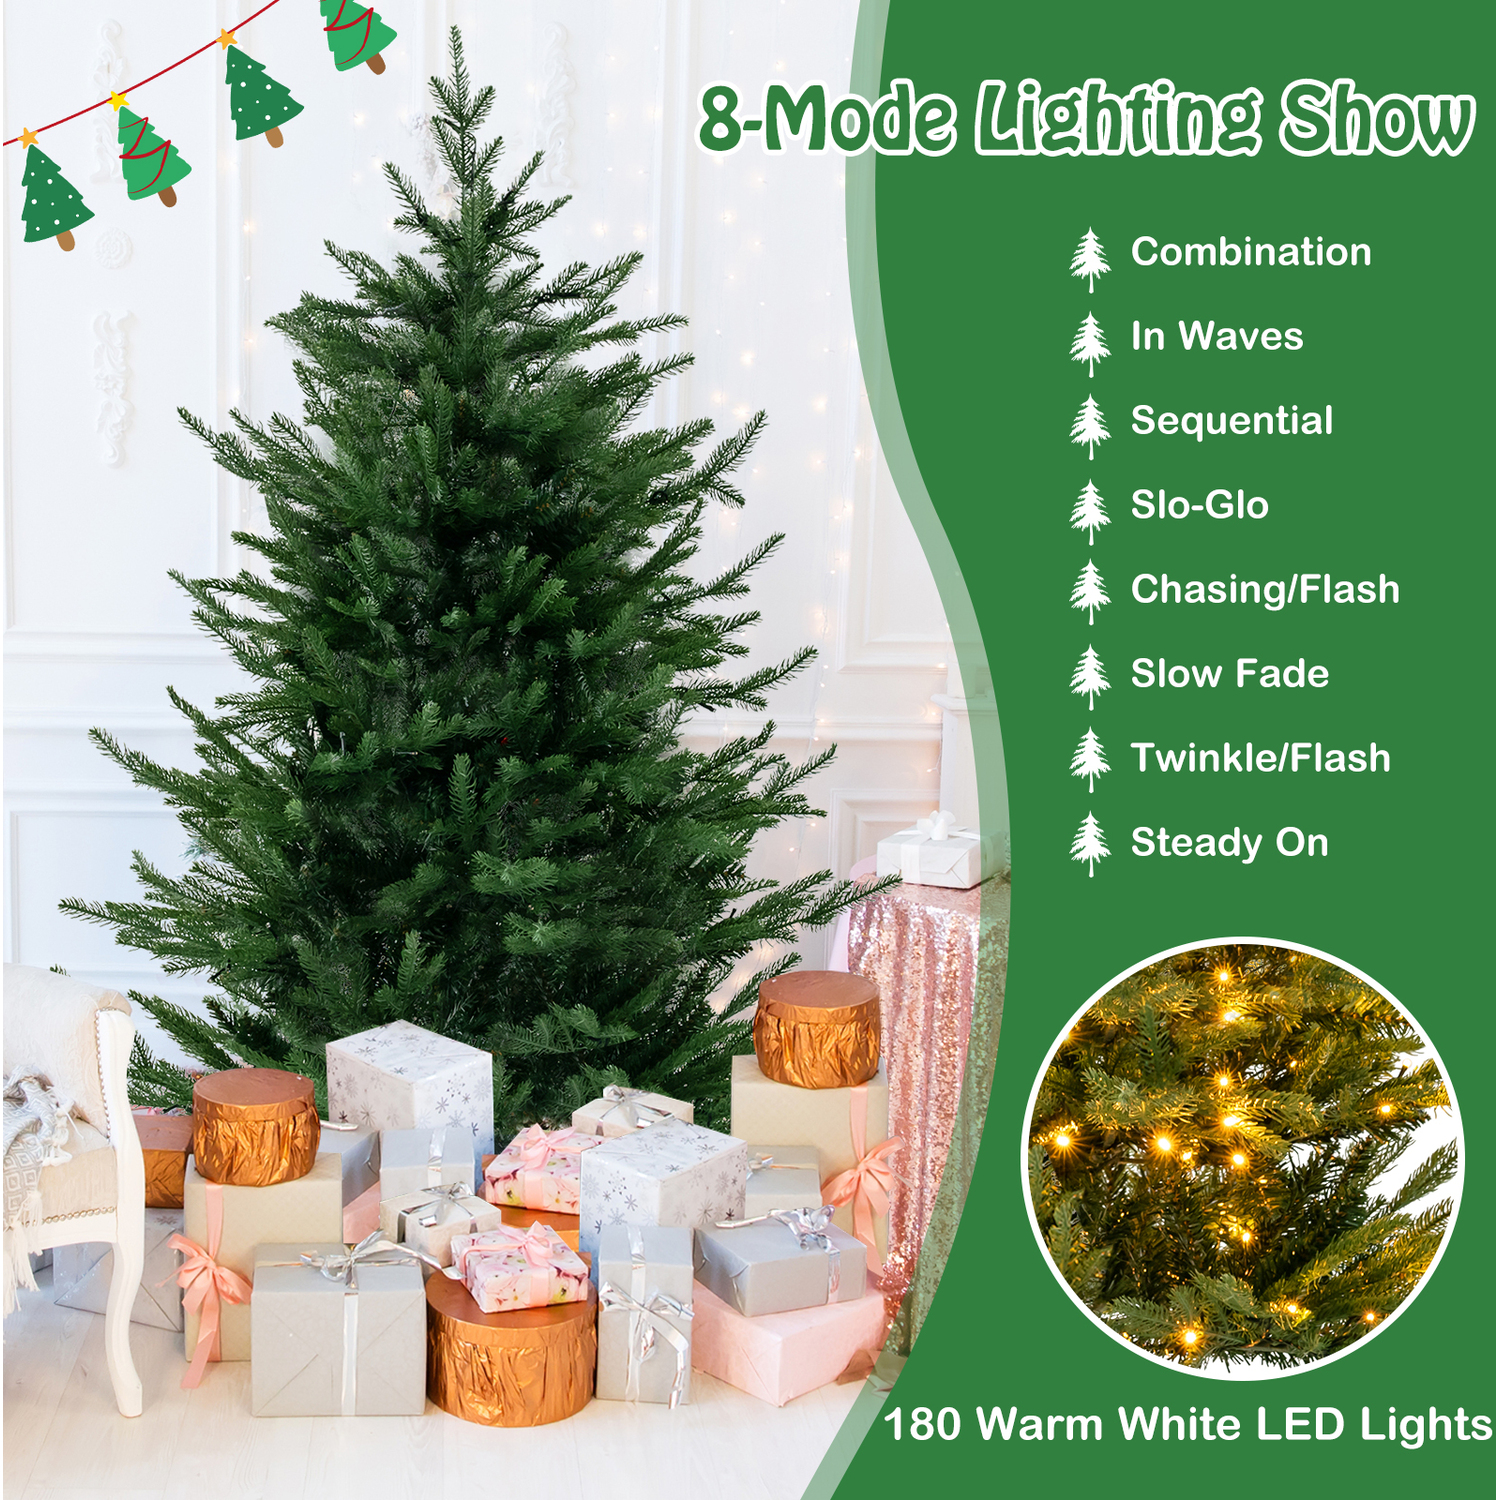 8-Mode Lighting Show
Combination
In Waves
Sequential
Slo-Glo
Chasing/Flash
Slow Fade
Twinkle/Flash
Steady On
180 Warm White LED Lights